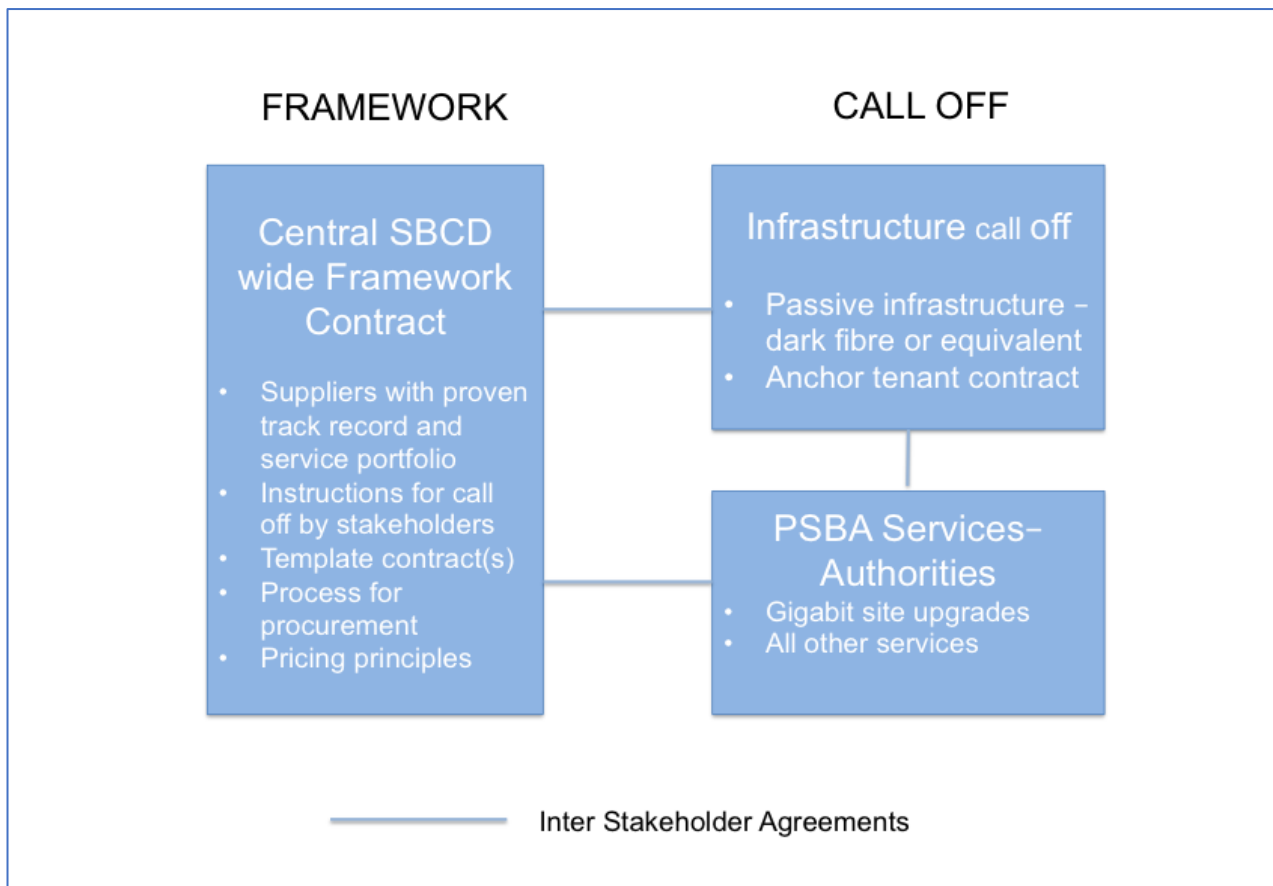 FRAMEWORK
CALL OFF
Central SBCD
wide Framework
Contract
• Suppliers with proven
track record and
service portfolio
• Instructions for call
off by stakeholders
• Template contract(s)
• Process for
procurement
• Pricing principles
Infrastructure call off
• Passive infrastructure –
dark fibre or equivalent
• Anchor tenant contract
PSBA Services–
Authorities
• Gigabit site upgrades
• All other services
Inter Stakeholder Agreements